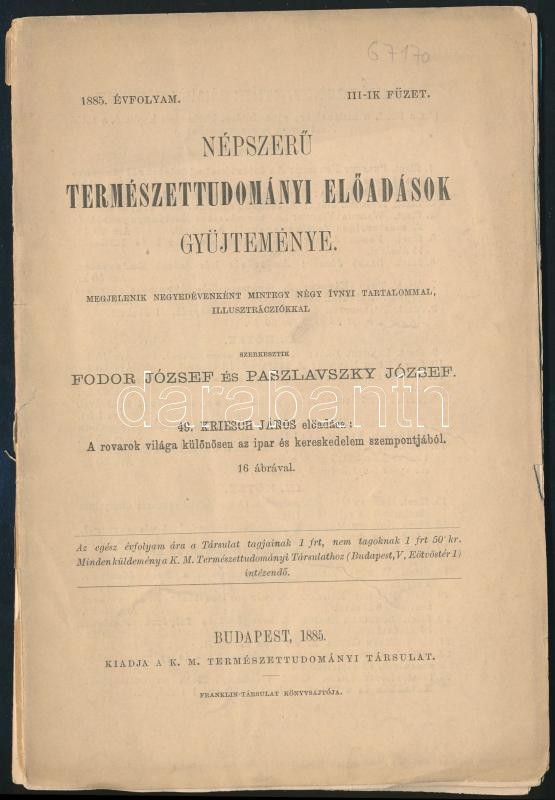 67170
1885. ÉVFOLYAM. III-IK FÜZET.
NÉPSZERŰ
TERMÉSZETTUDOMÁNYI ELŐADÁSOK
GYÜJTEMÉNYE.
MEGJELENIK NEGYEDÉVENKÉNT MINTEGY NÉGY ÍVNYI TARTALOMMAL,
ILLUSZTRÁCZIÓKKAL
SZERKESZTIK
FODOR JÓZSEF ÉS PASZLAVSZKY JÓZSEF.
darabanth
49. KRIESCH JÁNOS előadása:
A rovarok világa különösen az ipar és kereskedelem szempontjából.
16 ábrával.
Az egész évfolyam ára a Társulat tagjainak 1 frt, nem tagoknak 1 frt 50 kr.
Minden küldemény a K. M. Természettudományi Társulathoz (Budapest, V, Eötvöstér 1)
intézendő.
BUDAPEST, 1885.
KIADJA A K. M. TERMÉSZETTUDOMÁNYI TÁRSULAT.
FRANKLIN-TÁRSULAT KÖNYVSAJTÓJA.